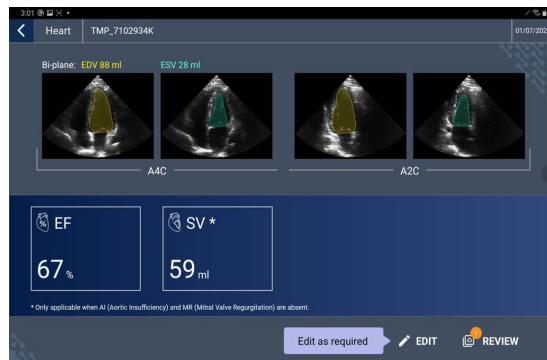 3:01
Heart TMP_7102934K 01/07/202
Bi-plane: EDV 88 ml ESV 28 ml
A4C A2C
% EF SV *
67 % 59 ml
* Only applicable when AI (Aortic Insufficiency) and MR (Mitral Valve Regurgitation) are absent.
Edit as required EDIT 1 REVIEW